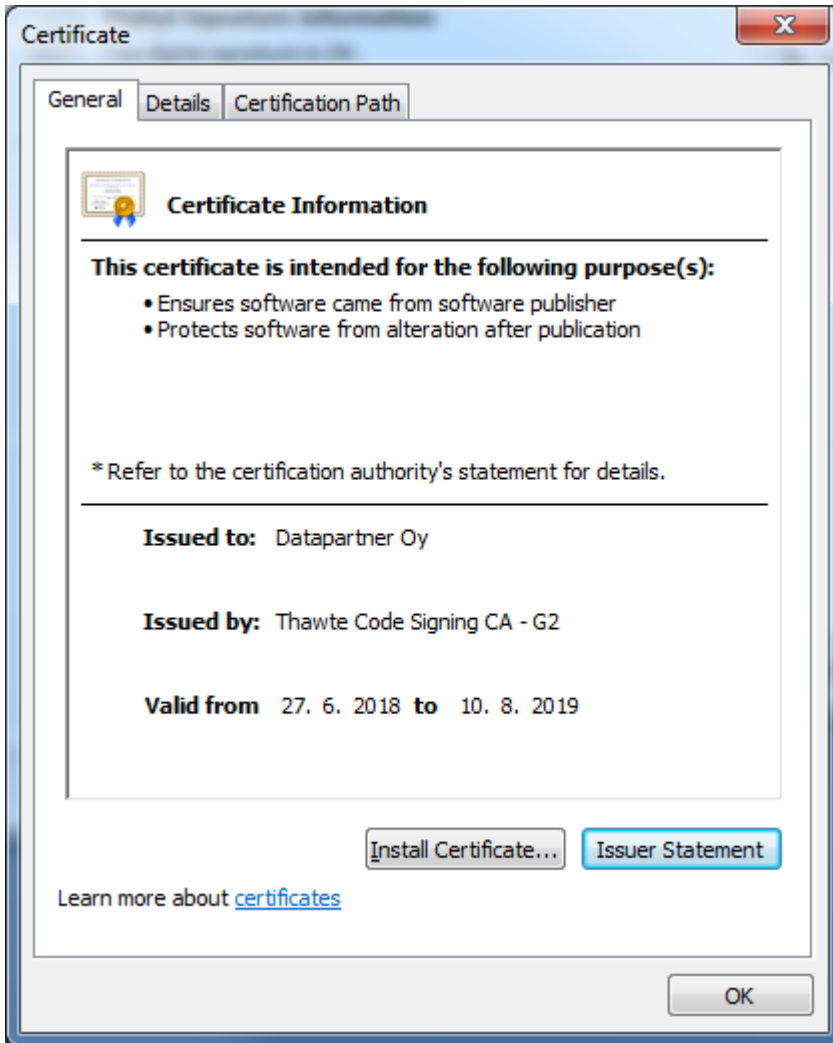 Certificate
General Details Certification Path
Certificate Information
This certificate is intended for the following purpose(s):
• Ensures software came from software publisher
• Protects software from alteration after publication
* Refer to the certification authority's statement for details.
Issued to: Datapartner Oy
Issued by: Thawte Code Signing CA - G2
Valid from 27. 6. 2018 to 10. 8. 2019
Install Certificate... Issuer Statement
Learn more about certificates
OK